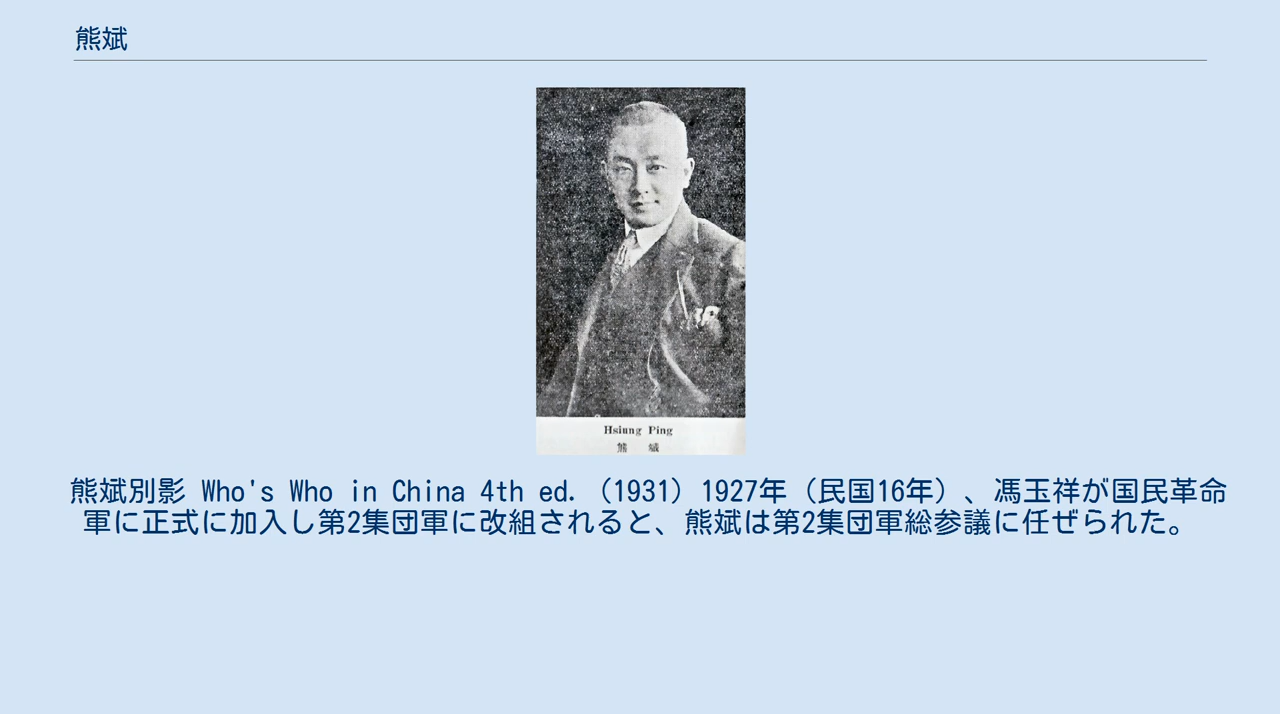 熊斌
Hsiung Ping
熊斌別影 Who's Who in China 4th ed. (1931) 1927年（民国16年）、馮玉祥が国民革命
軍に正式に加入し第2集団軍に改組されると、熊斌は第2集団軍総参議に任ぜられた。